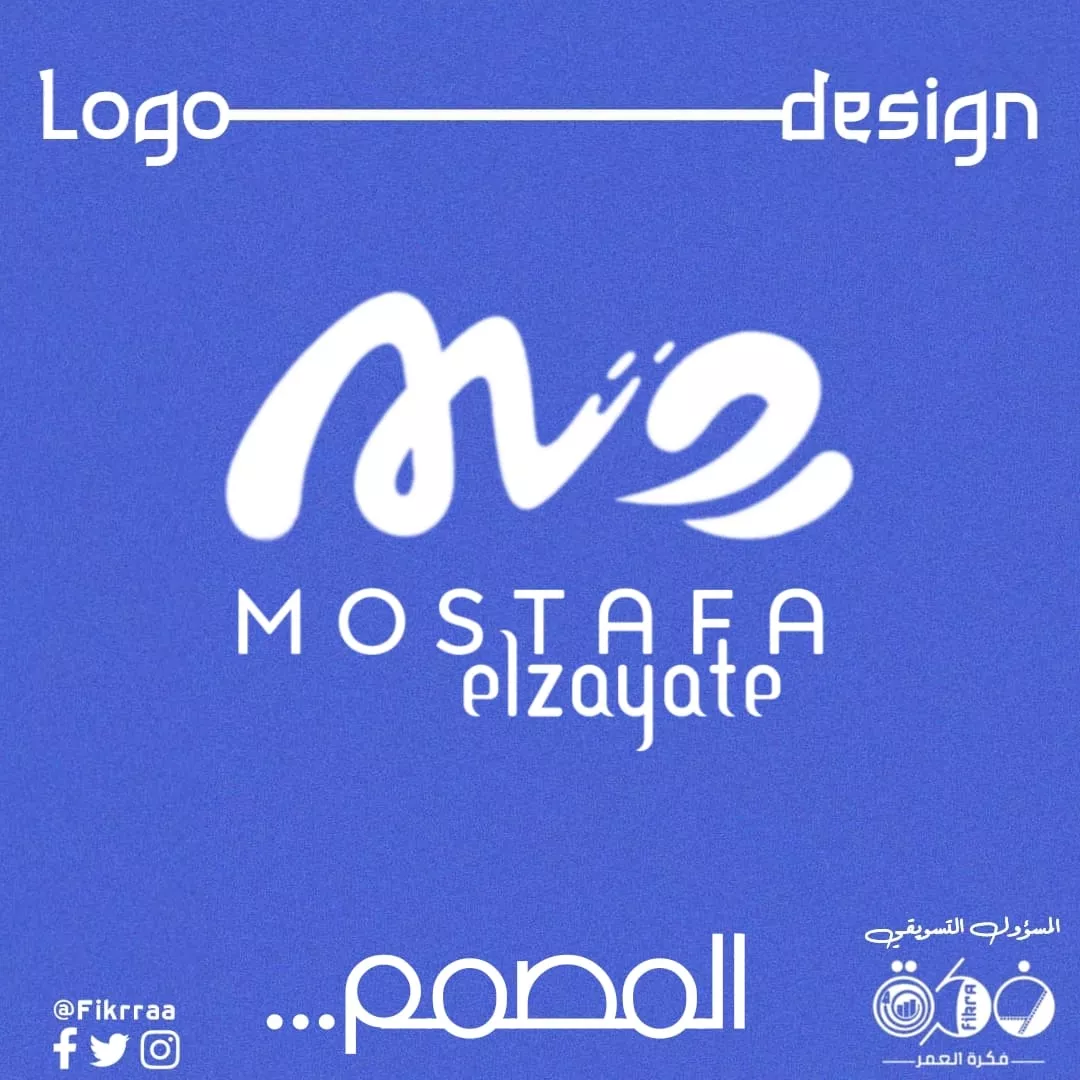 Logo design
MOSTAFA
elzayate
المسؤول التسويقي
المصمم...
فكرة
Fikra
فكرة العمر
@Fikrraa